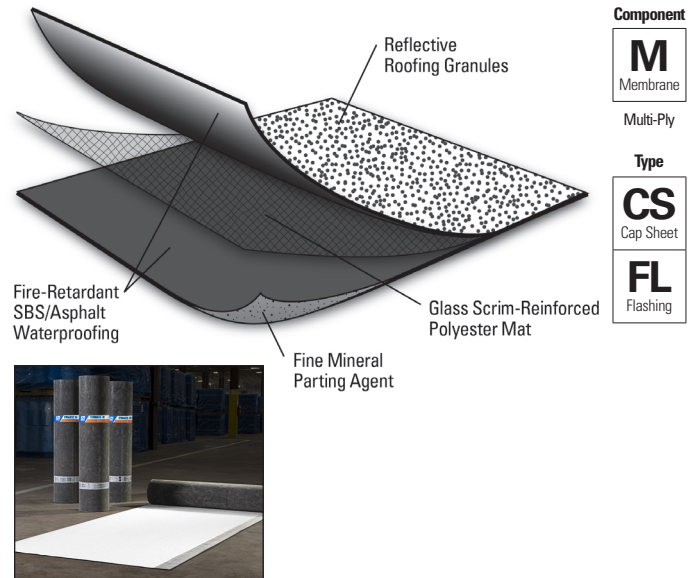 Component
M
Membrane
Multi-Ply
Type
CS
Cap Sheet
FL
Flashing
Reflective
Roofing Granules
Fire-Retardant
SBS/Asphalt
Waterproofing
Glass Scrim-Reinforced
Polyester Mat
Fine Mineral
Parting Agent